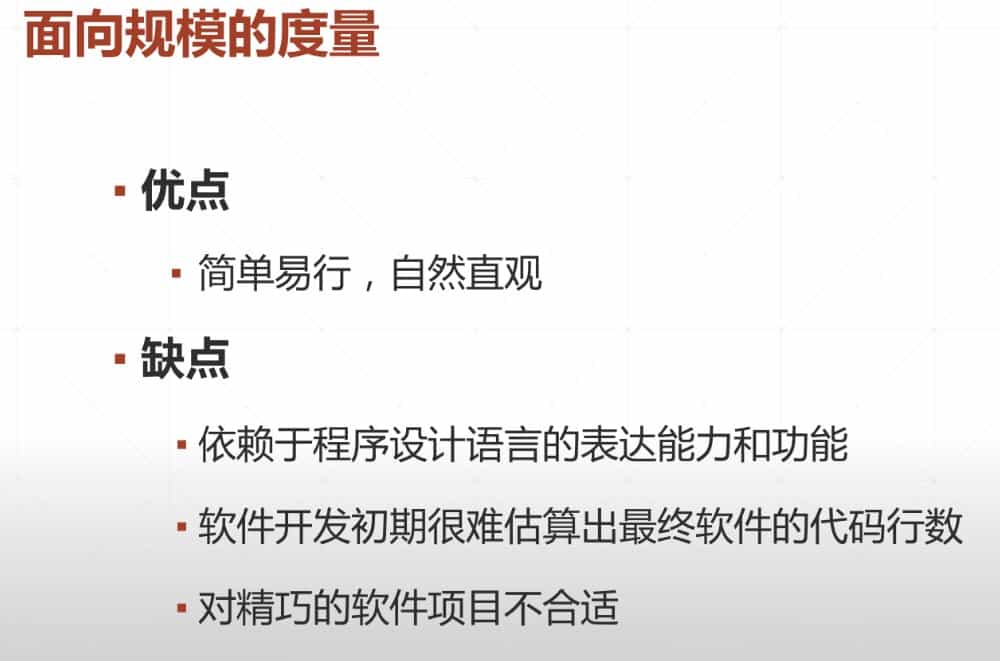 面向规模的度量
▪ 优点
▪ 简单易行，自然直观
▪ 缺点
▪ 依赖于程序设计语言的表达能力和功能
▪ 软件开发初期很难估算出最终软件的代码行数
▪ 对精巧的软件项目不合适